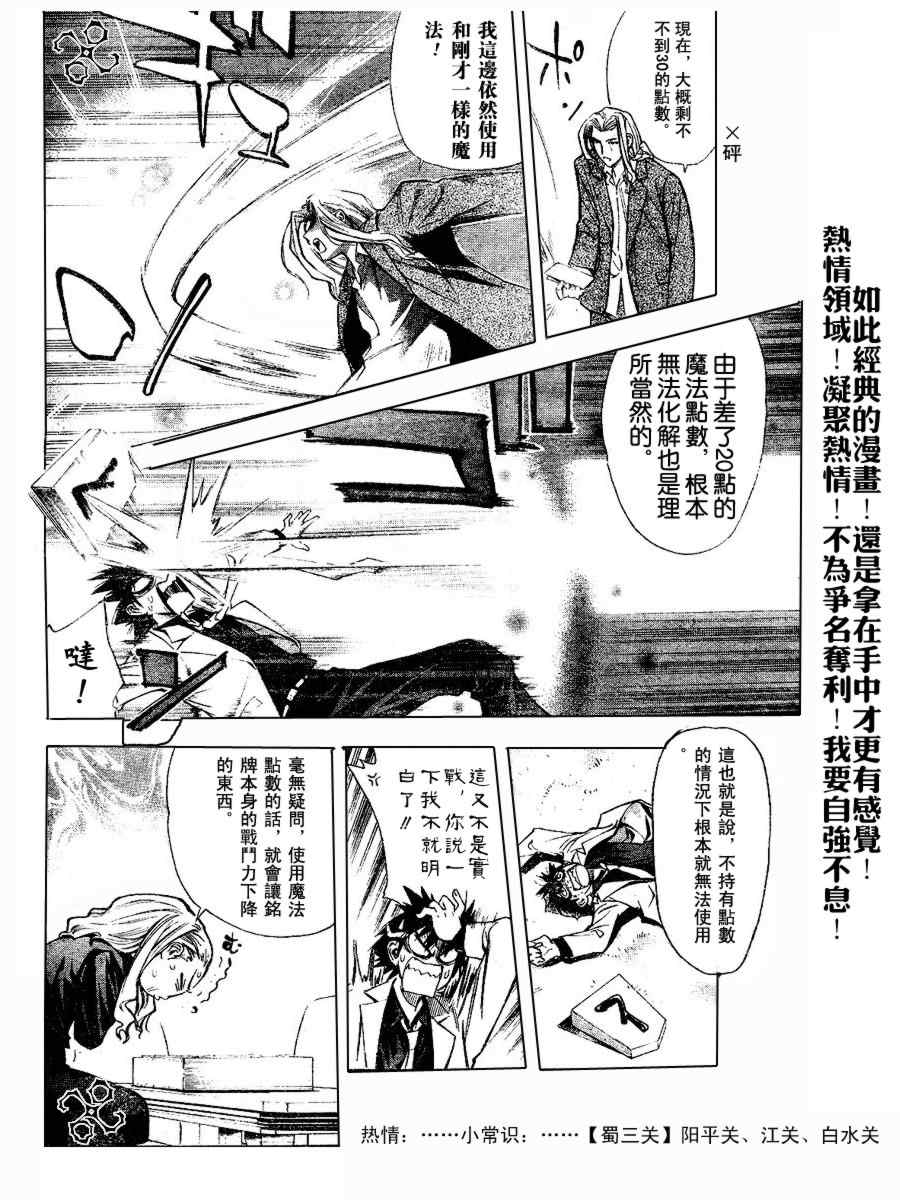 現在，大概剩不
不到30的點數。
×砰
我這邊依然使用
和剛才一樣的魔
法！
由于差了20點的
魔法點數，根本
無法化解也是理
所當然的。
へ
噠！
這也就是說，不持有點數
的情況下根本就無法使用
。
へ
這又不是實
戰，你說一
下我不就明
白了!!
毫無疑問，使用魔法
點數的話，就會讓銘
牌本身的戰鬥力下降
的東西。
如此經典的漫畫！還是拿在手中才更有感覺！
熱情領域！凝聚熱情！不為爭名奪利！我要自強不息！
热情：……小常识：……【蜀三关】阳平关、江关、白水关